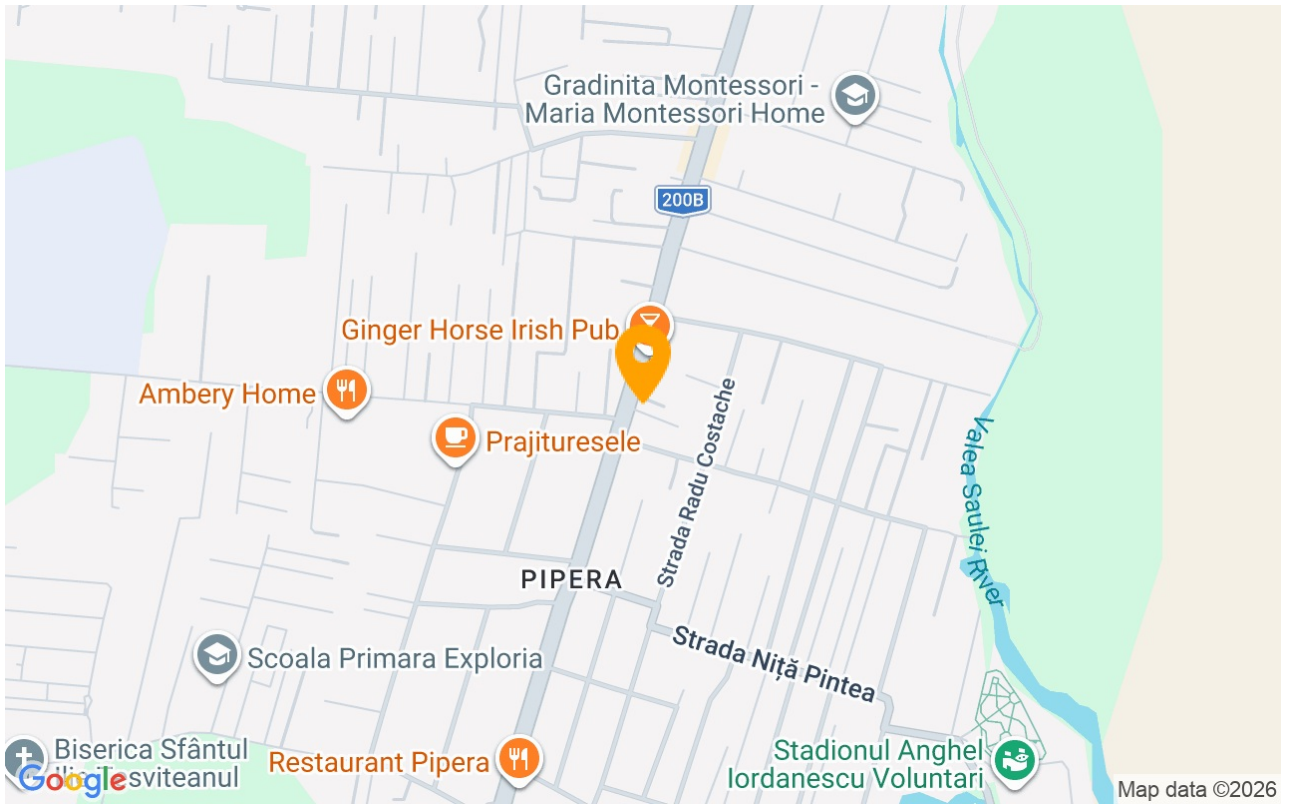 Gradinita Montessori -
Maria Montessori Home
200B
Ginger Horse Irish Pub
Ambery Home
Prajituresele
Strada Radu Costache
Valea Saulei River
PIPERA
Strada Niță Pintea
Scoala Primara Exploria
Biserica Sfântul
Restaurant Pipera
Stadionul Anghel
Iordanescu Voluntari
Google
Map data ©2026